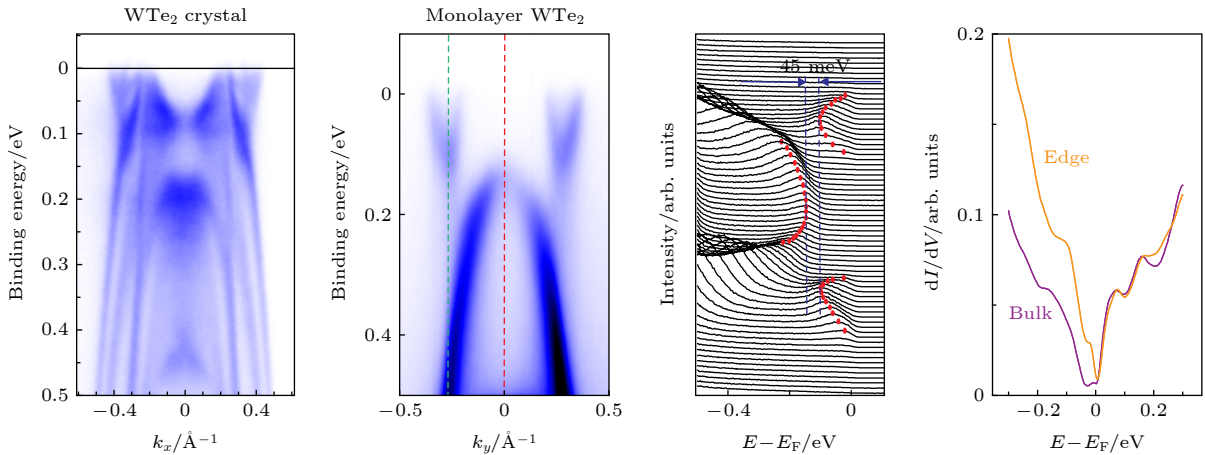 WTe₂ crystal
Binding energy/eV
0
0.1
0.2
0.3
0.4
0.5
−0.4
0
0.4
kₓ/Å⁻¹
Monolayer WTe₂
Binding energy/eV
0
0.2
0.4
−0.5
0
0.5
k_y/Å⁻¹
45 meV
Intensity/arb. units
−0.4
0
E−E_F/eV
dI/dV/arb. units
0.2
0.1
0
Edge
Bulk
−0.2
0
0.2
E−E_F/eV